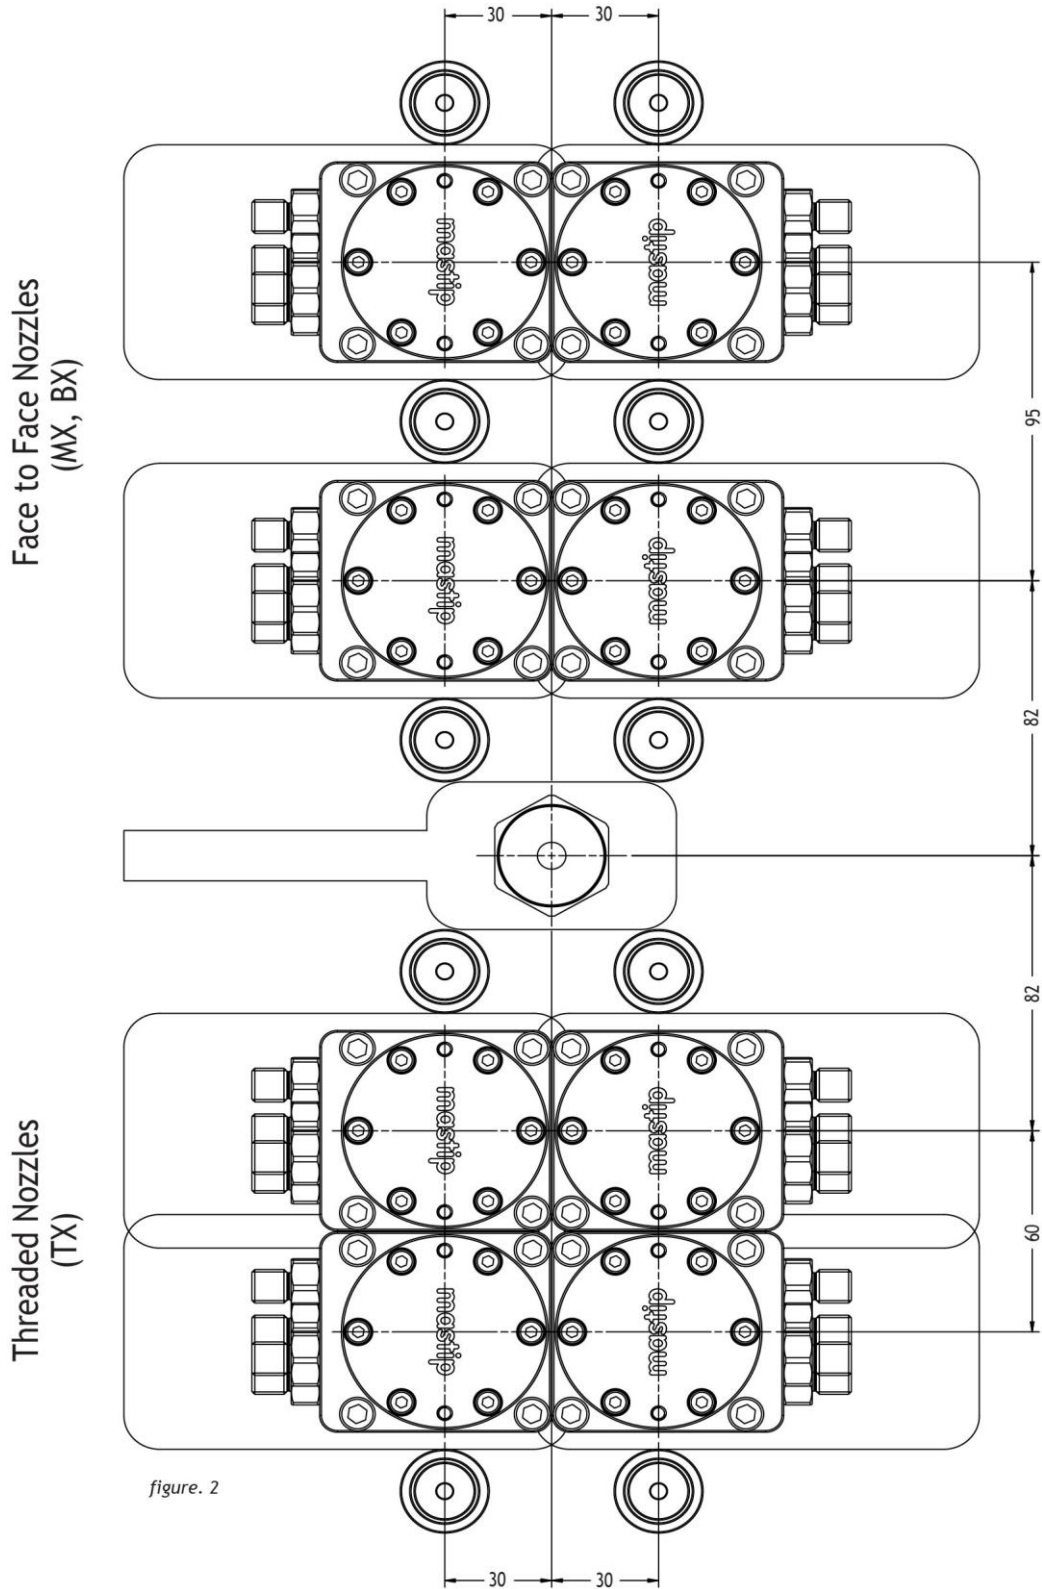 30
30
mastip
mastip
Face to Face Nozzles
(MX, BX)
95
mastip
mastip
82
82
mastip
mastip
Threaded Nozzles
(TX)
60
mastip
mastip
figure. 2
30
30